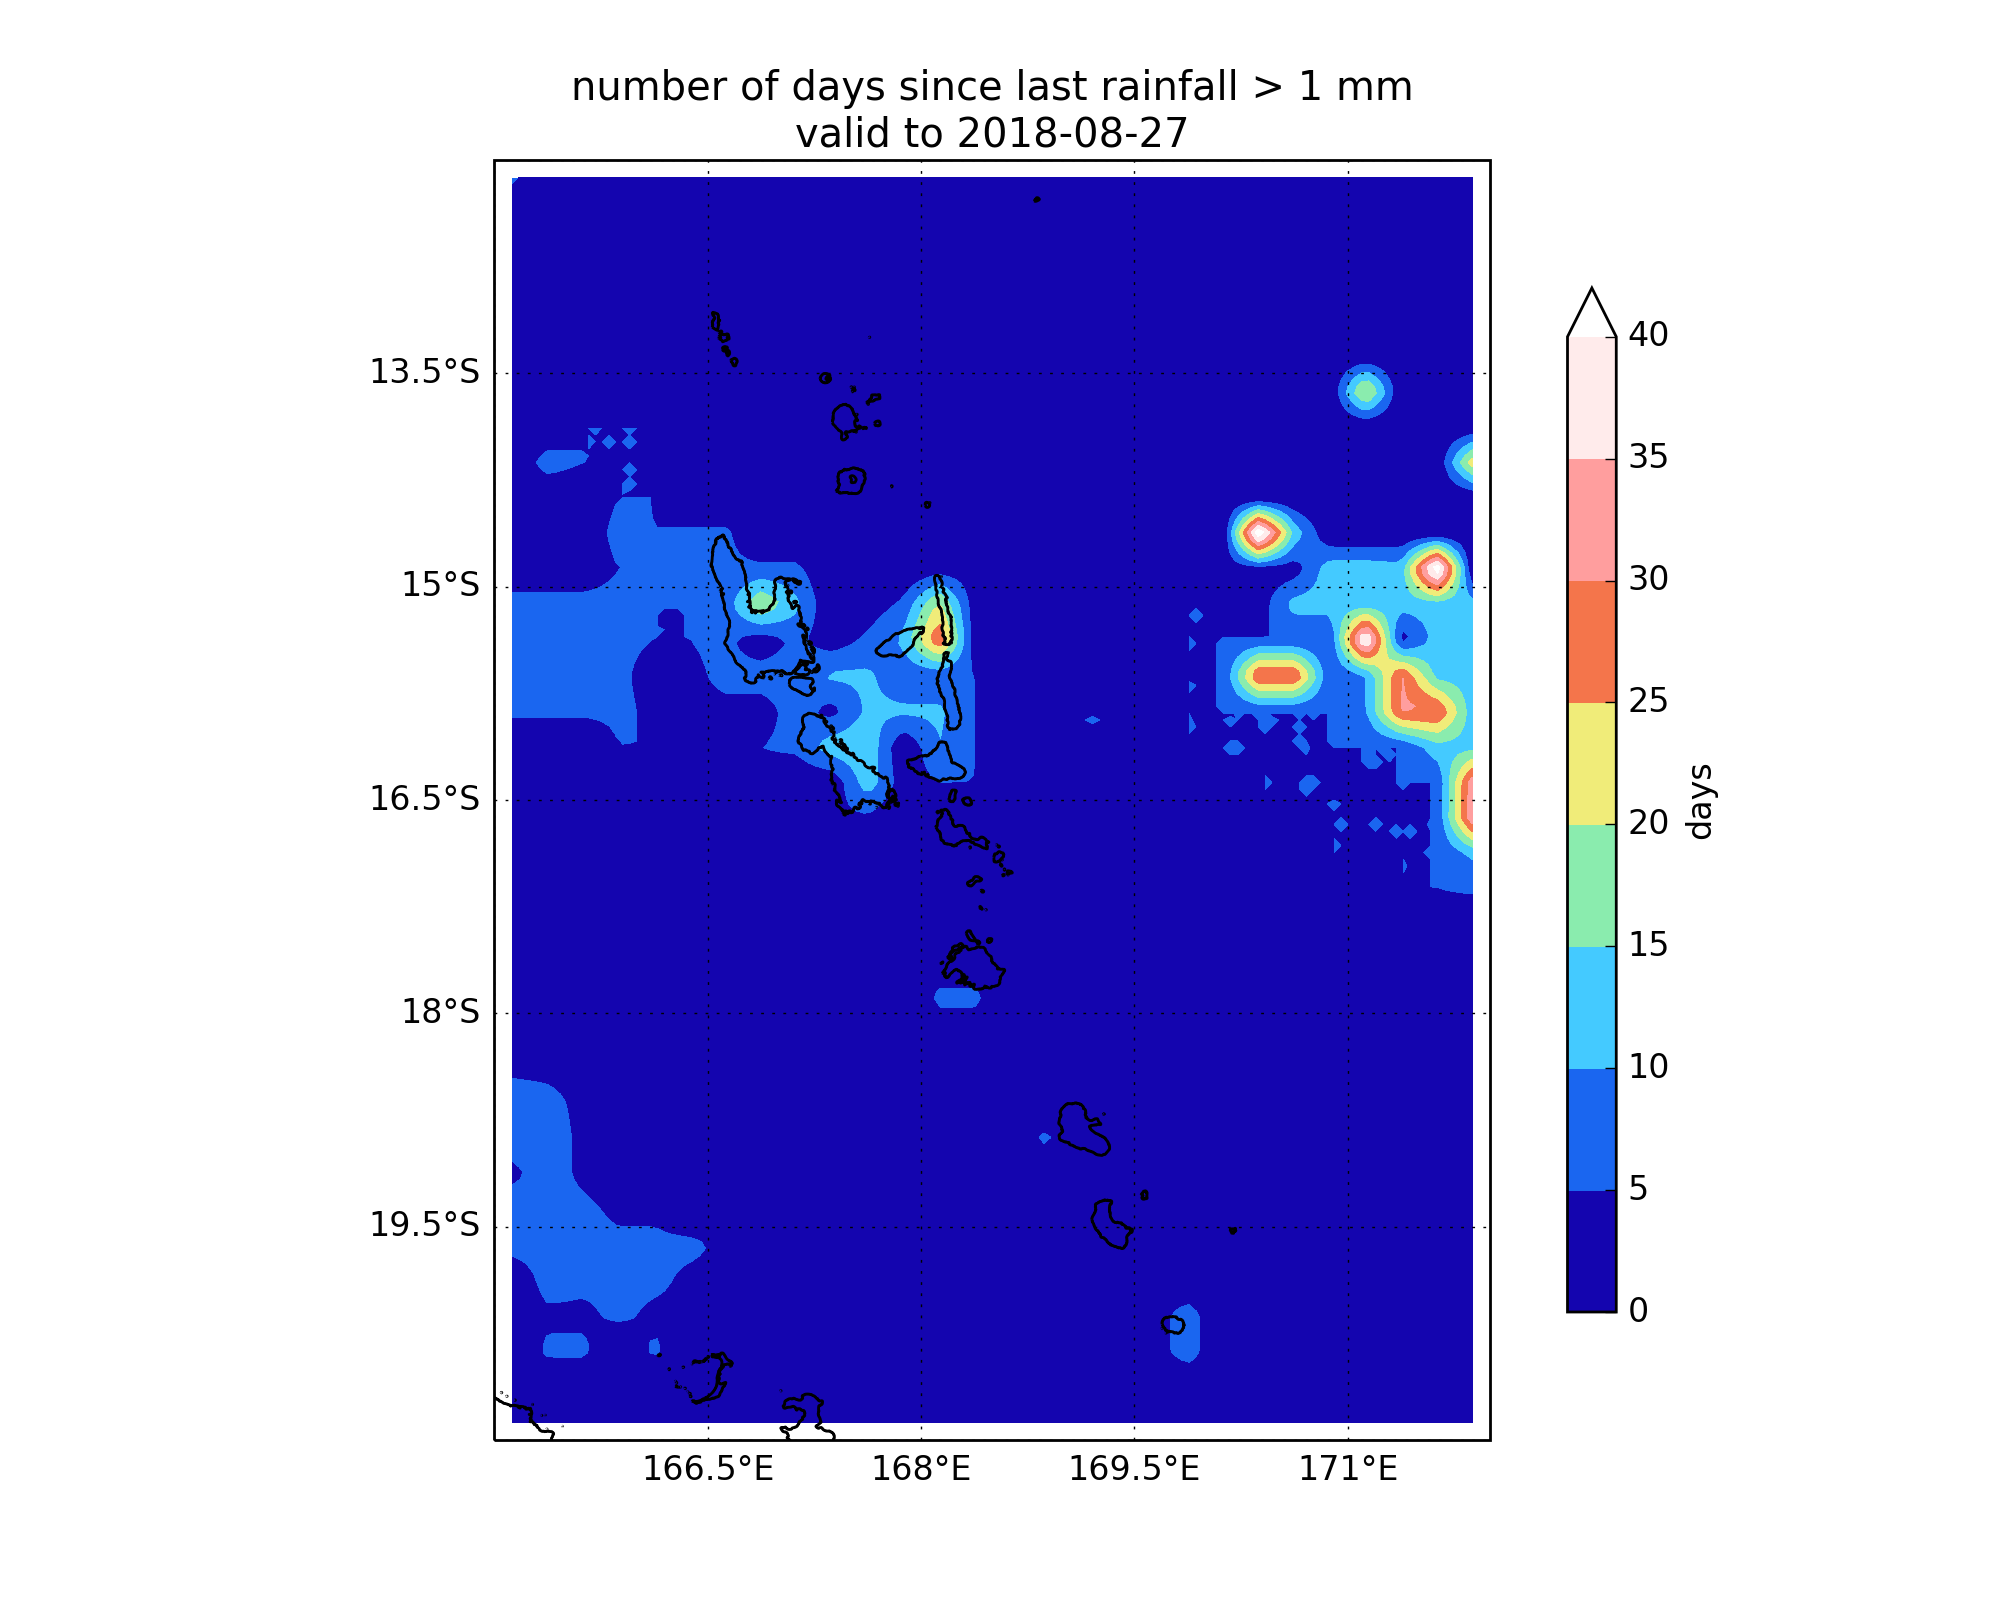 number of days since last rainfall > 1 mm
valid to 2018-08-27
13.5°S
15°S
16.5°S
18°S
19.5°S
166.5°E
168°E
169.5°E
171°E
40
35
30
25
20
15
10
5
0
days